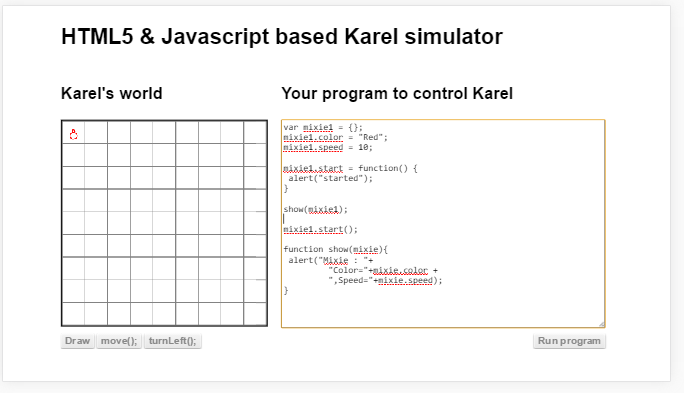 HTML5 & Javascript based Karel simulator
Karel's world
Your program to control Karel
var mixie1 = {};
mixie1.color = "Red";
mixie1.speed = 10;
mixie1.start = function() {
alert("started");
}
show(mixie1);
mixie1.start();
function show(mixie){
alert("Mixie : "+
"Color="+mixie.color +
",Speed="+mixie.speed);
}
Draw move(); turnLeft();
Run program